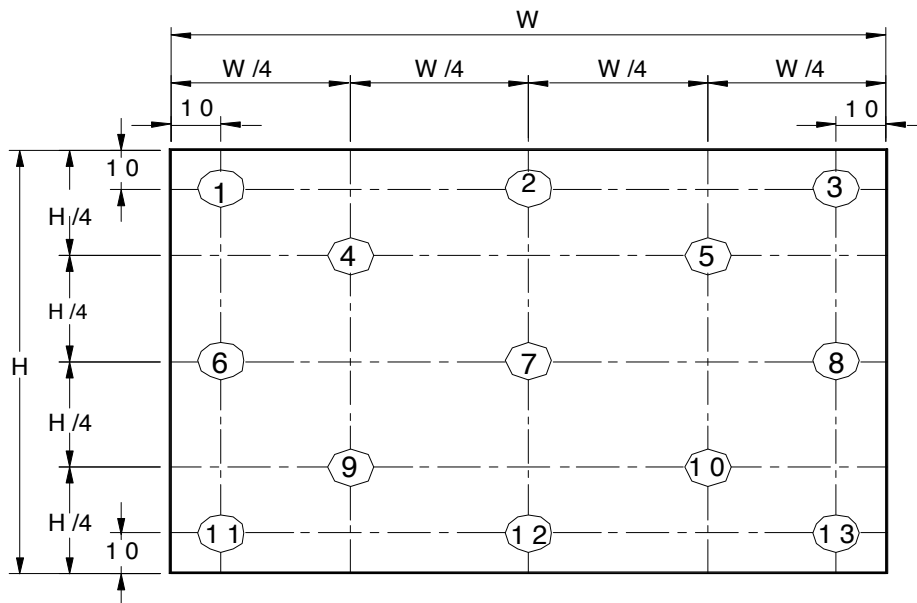 W
W /4 W /4 W /4 W /4
1 0 1 0
1 0 1 2 3
H /4
4 5
H /4
H 6 7 8
H /4
9 1 0
H /4
1 1 1 2 1 3
1 0